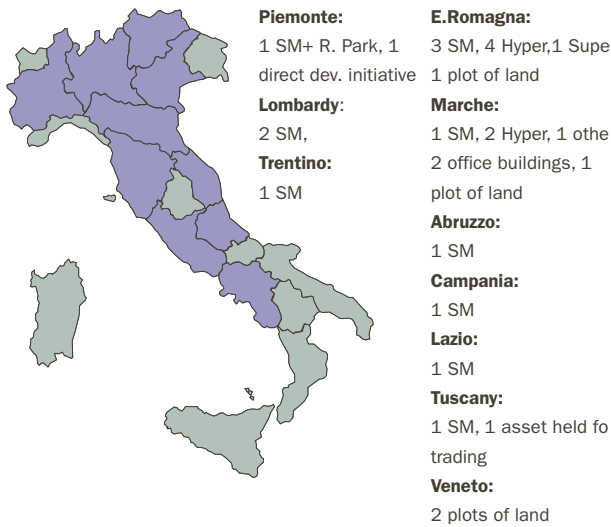 Piemonte:
1 SM+ R. Park, 1
direct dev. initiative
Lombardy:
2 SM,
Trentino:
1 SM
E.Romagna:
3 SM, 4 Hyper,1 Supe
1 plot of land
Marche:
1 SM, 2 Hyper, 1 othe
2 office buildings, 1
plot of land
Abruzzo:
1 SM
Campania:
1 SM
Lazio:
1 SM
Tuscany:
1 SM, 1 asset held fo
trading
Veneto:
2 plots of land